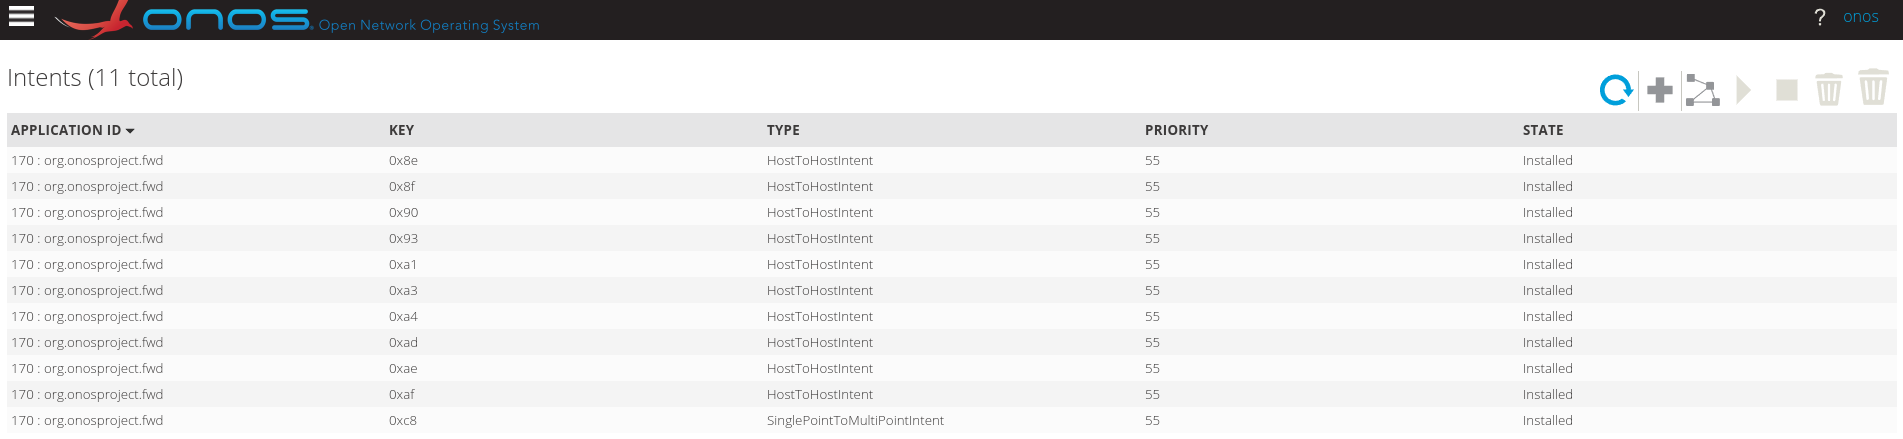 onos Open Network Operating System ? onos
Intents (11 total)
APPLICATION ID KEY TYPE PRIORITY STATE
170 : org.onosproject.fwd 0x8e HostToHostIntent 55 Installed
170 : org.onosproject.fwd 0x8f HostToHostIntent 55 Installed
170 : org.onosproject.fwd 0x90 HostToHostIntent 55 Installed
170 : org.onosproject.fwd 0x93 HostToHostIntent 55 Installed
170 : org.onosproject.fwd 0xa1 HostToHostIntent 55 Installed
170 : org.onosproject.fwd 0xa3 HostToHostIntent 55 Installed
170 : org.onosproject.fwd 0xa4 HostToHostIntent 55 Installed
170 : org.onosproject.fwd 0xad HostToHostIntent 55 Installed
170 : org.onosproject.fwd 0xae HostToHostIntent 55 Installed
170 : org.onosproject.fwd 0xaf HostToHostIntent 55 Installed
170 : org.onosproject.fwd 0xc8 SinglePointToMultiPointIntent 55 Installed